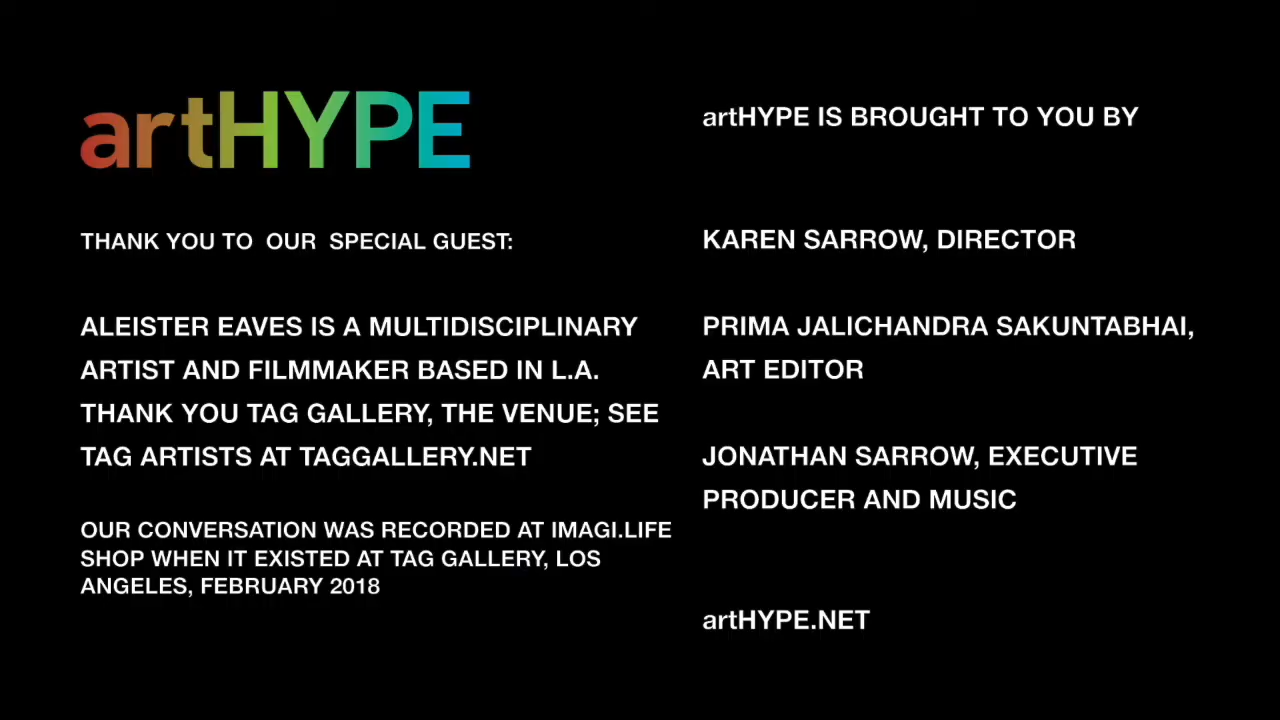 artHYPE
THANK YOU TO  OUR  SPECIAL GUEST:
ALEISTER EAVES IS A MULTIDISCIPLINARY
ARTIST AND FILMMAKER BASED IN L.A.
THANK YOU TAG GALLERY, THE VENUE; SEE
TAG ARTISTS AT TAGGALLERY.NET
OUR CONVERSATION WAS RECORDED AT IMAGI.LIFE
SHOP WHEN IT EXISTED AT TAG GALLERY, LOS
ANGELES, FEBRUARY 2018
artHYPE IS BROUGHT TO YOU BY
KAREN SARROW, DIRECTOR
PRIMA JALICHANDRA SAKUNTABHAI,
ART EDITOR
JONATHAN SARROW, EXECUTIVE
PRODUCER AND MUSIC
artHYPE.NET